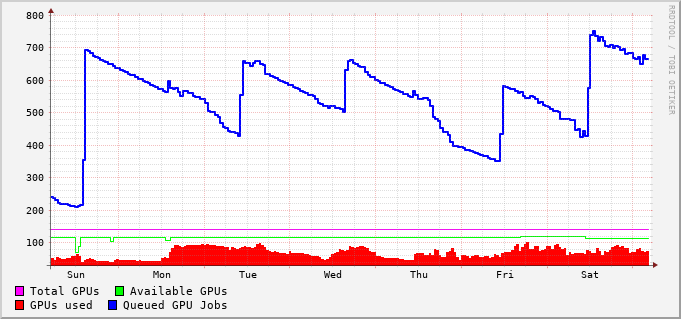 800
700
600
500
400
300
200
100
Sun Mon Tue Wed Thu Fri Sat
Total GPUs Available GPUs
GPUs used Queued GPU Jobs
RRDTOOL / TOBI OETIKER